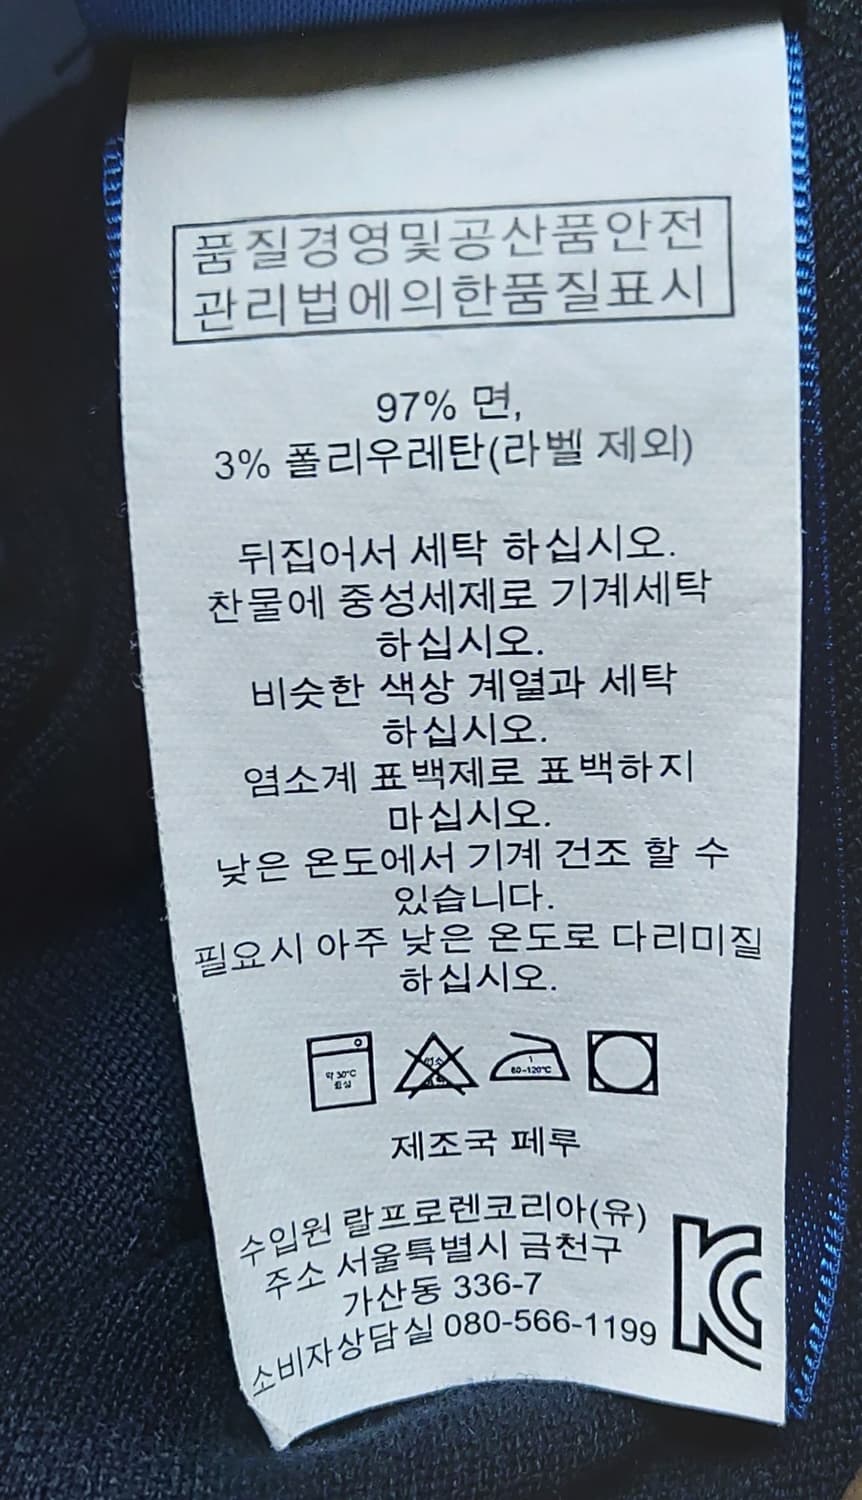 품질경영및공산품안전
관리법에의한품질표시
97% 면,
3% 폴리우레탄(라벨 제외)
뒤집어서 세탁 하십시오.
찬물에 중성세제로 기계세탁
하십시오.
비슷한 색상 계열과 세탁
하십시오.
염소계 표백제로 표백하지
마십시오.
낮은 온도에서 기계 건조 할 수
있습니다.
필요시 아주 낮은 온도로 다리미질
하십시오.
약 30°C
1
80-120°C
제조국 페루
수입원 랄프로렌코리아(유)
주소 서울특별시 금천구
가산동 336-7
소비자상담실 080-566-1199